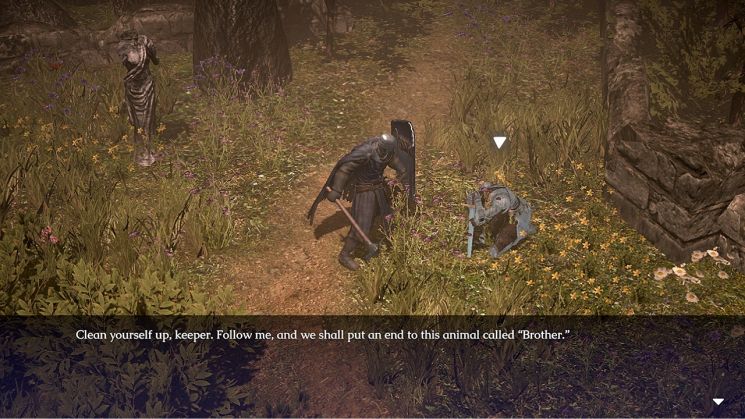 Clean yourself up, keeper. Follow me, and we shall put an end to this animal called “Brother.”